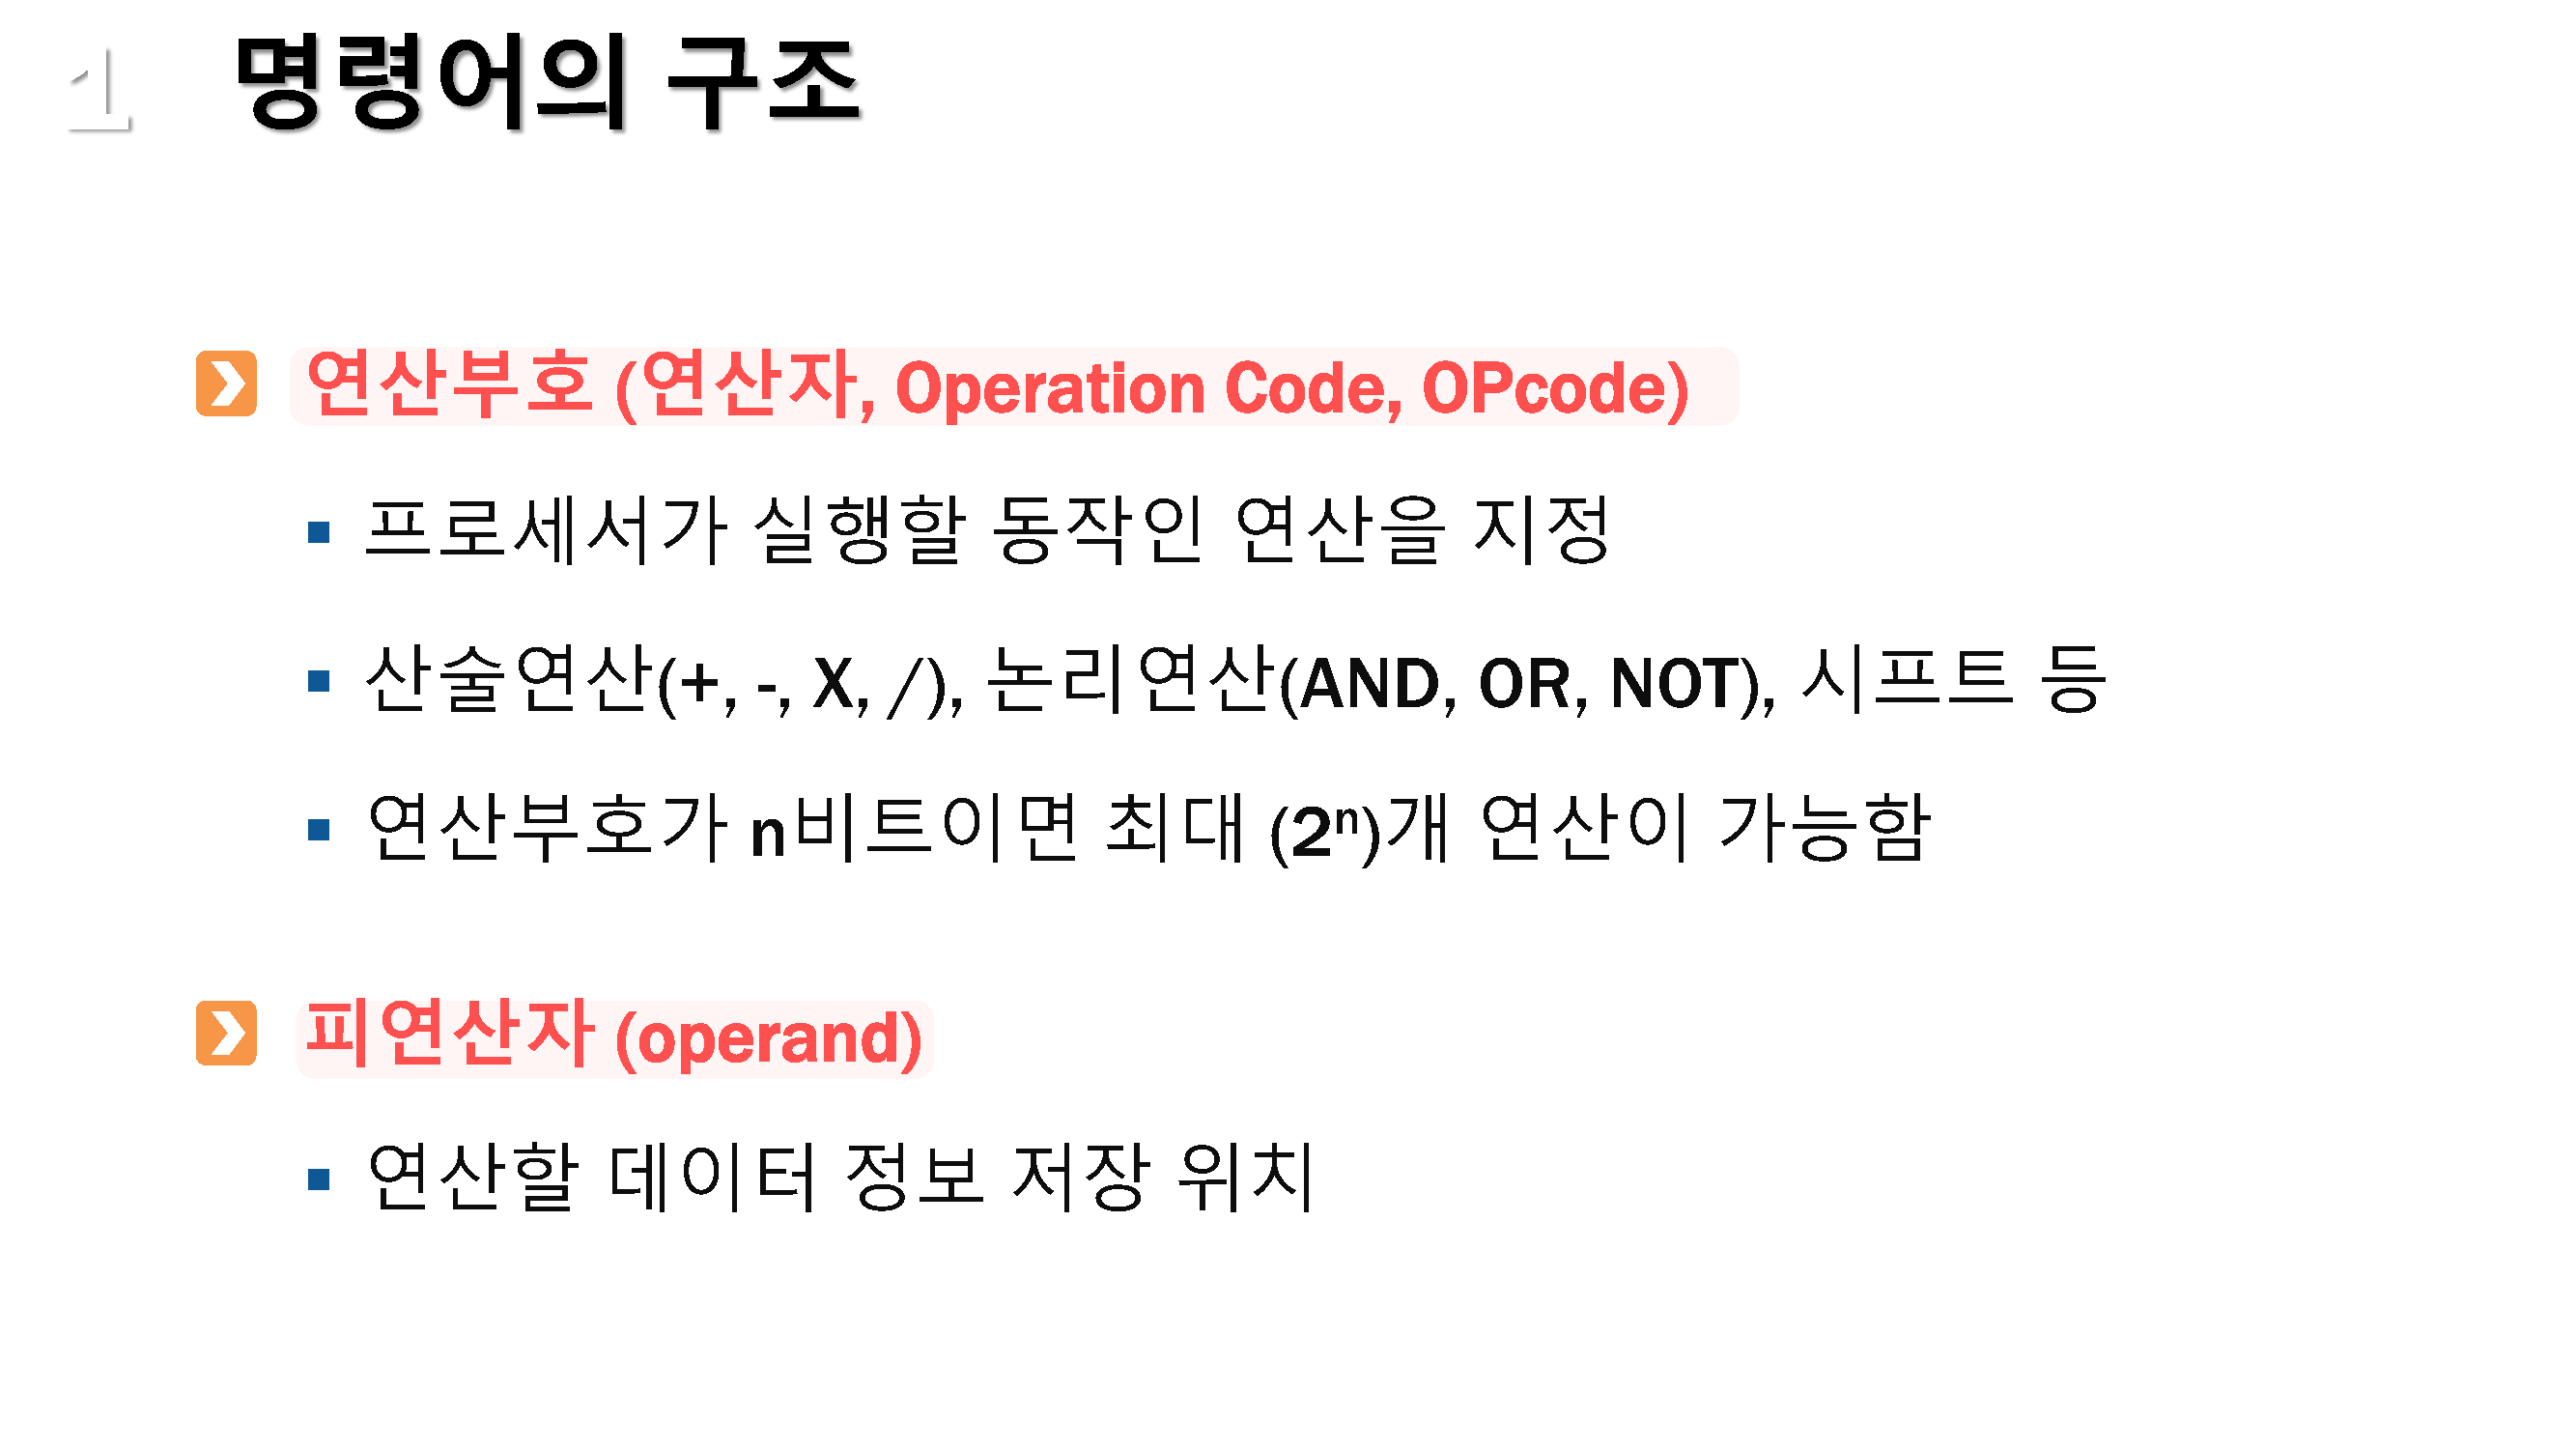 1 명령어의 구조
연산부호 (연산자, Operation Code, OPcode)
▪ 프로세서가 실행할 동작인 연산을 지정
▪ 산술연산(+, -, X, /), 논리연산(AND, OR, NOT), 시프트 등
▪ 연산부호가 n비트이면 최대 (2ⁿ)개 연산이 가능함
피연산자 (operand)
▪ 연산할 데이터 정보 저장 위치